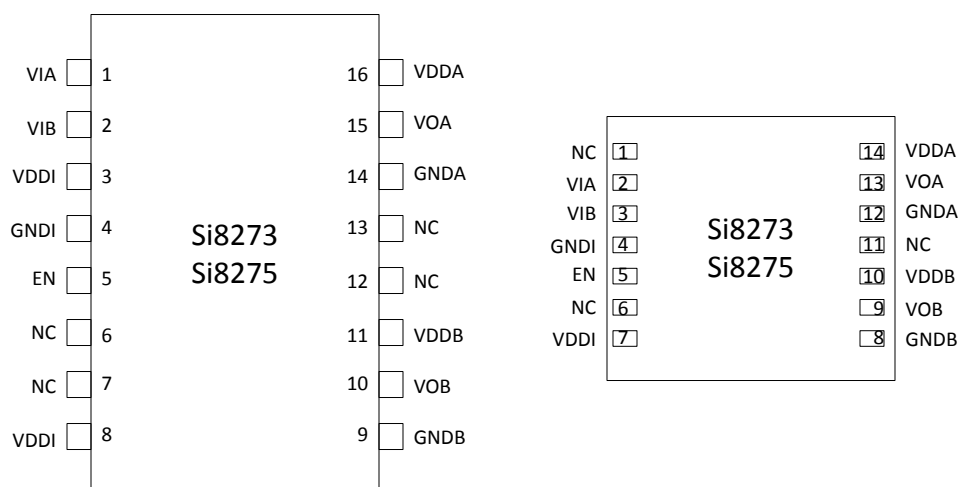 VIA 1 16 VDDA
VIB 2 15 VOA
VDDI 3 14 GNDA
GNDI 4 13 NC
EN 5 12 NC
NC 6 11 VDDB
NC 7 10 VOB
VDDI 8 9 GNDB
Si8273
Si8275
NC 1 14 VDDA
VIA 2 13 VOA
VIB 3 12 GNDA
GNDI 4 11 NC
EN 5 10 VDDB
NC 6 9 VOB
VDDI 7 8 GNDB
Si8273
Si8275